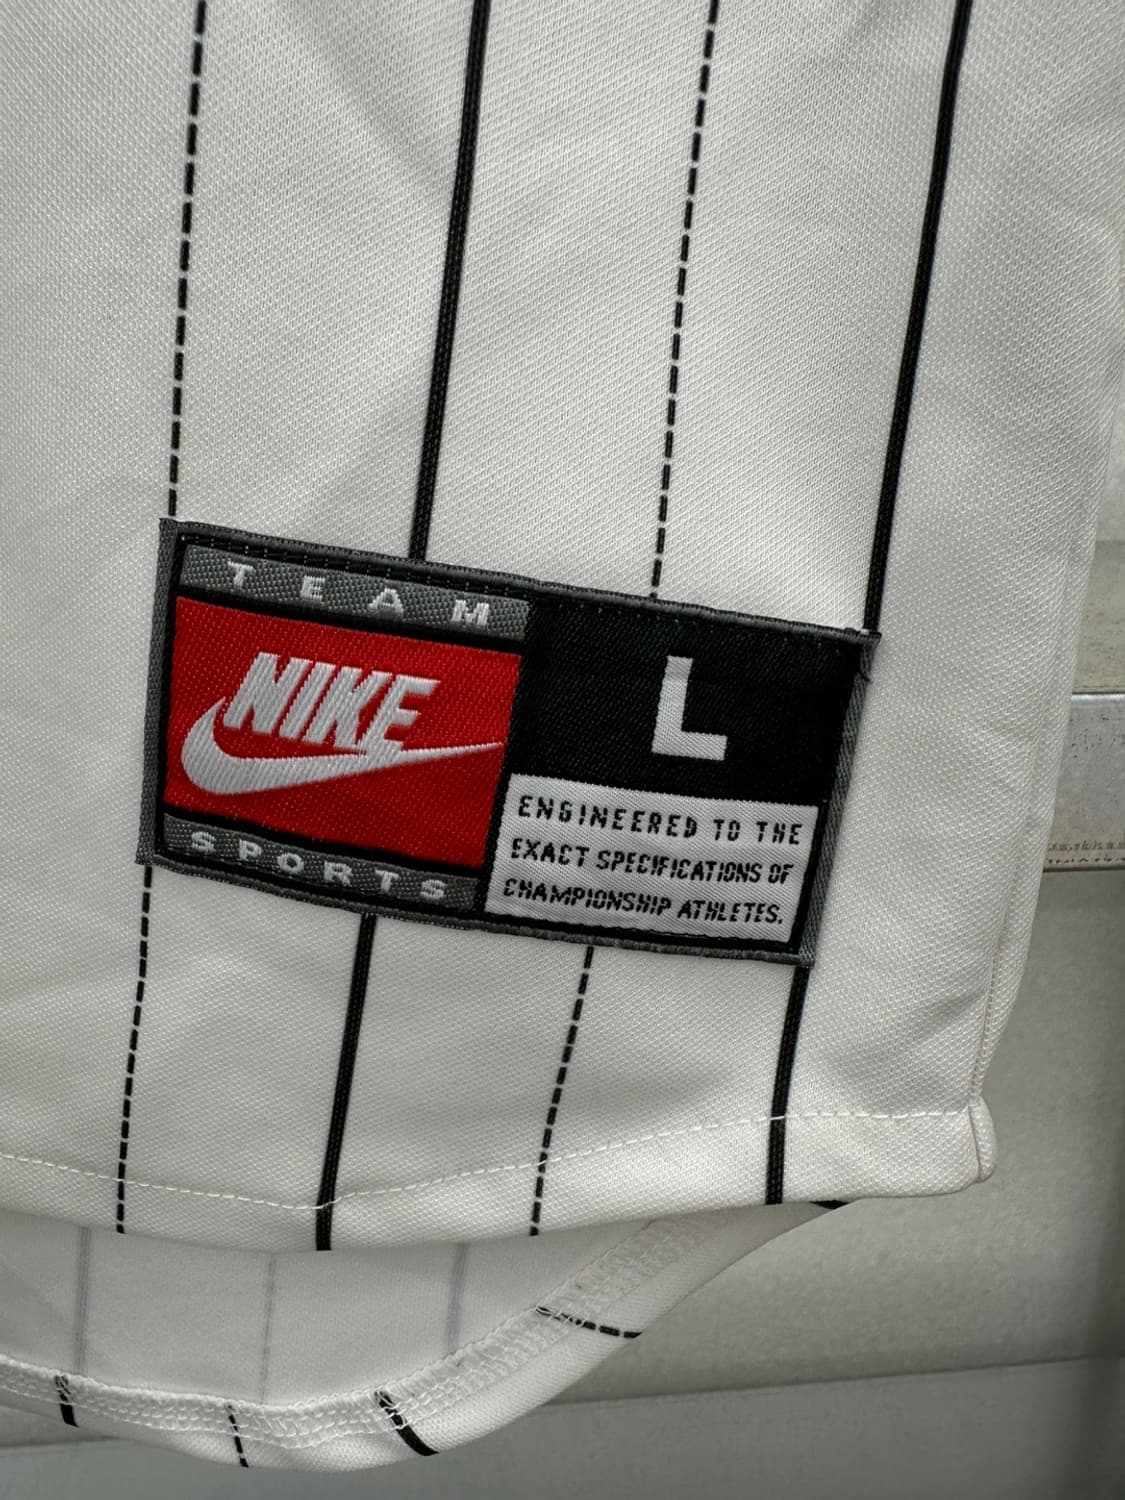 TEAM
NIKE
SPORTS
L
ENGINEERED TO THE
EXACT SPECIFICATIONS OF
CHAMPIONSHIP ATHLETES.